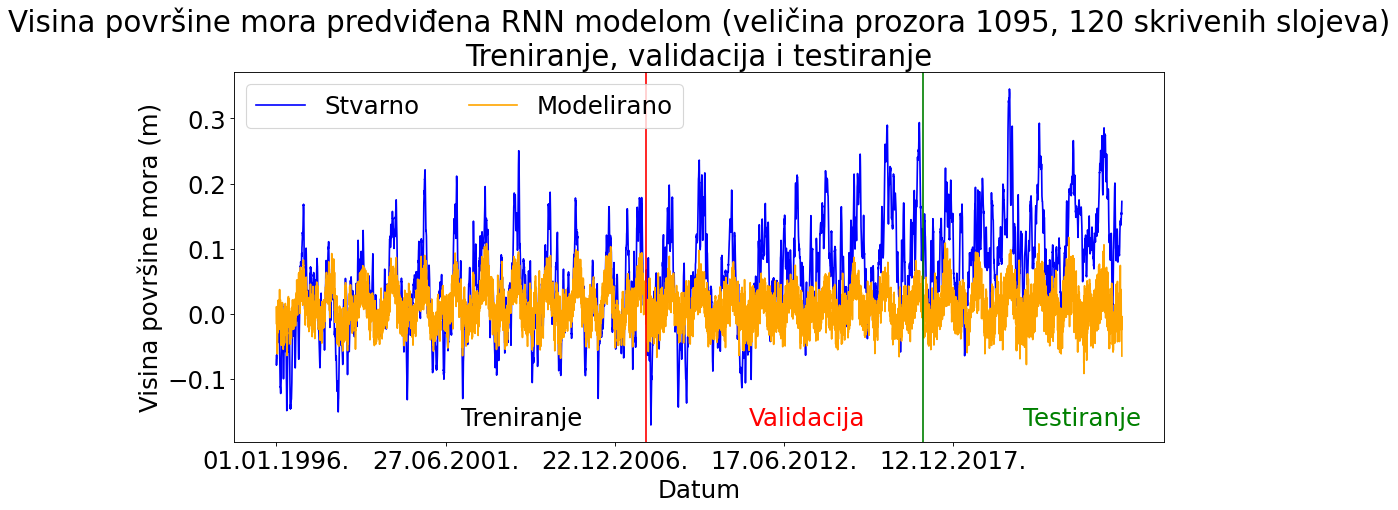 Visina površine mora predviđena RNN modelom (veličina prozora 1095, 120 skrivenih slojeva)
Treniranje, validacija i testiranje
Stvarno
Modelirano
Visina površine mora (m)
0.3
0.2
0.1
0.0
−0.1
Treniranje
Validacija
Testiranje
01.01.1996.
27.06.2001.
22.12.2006.
17.06.2012.
12.12.2017.
Datum